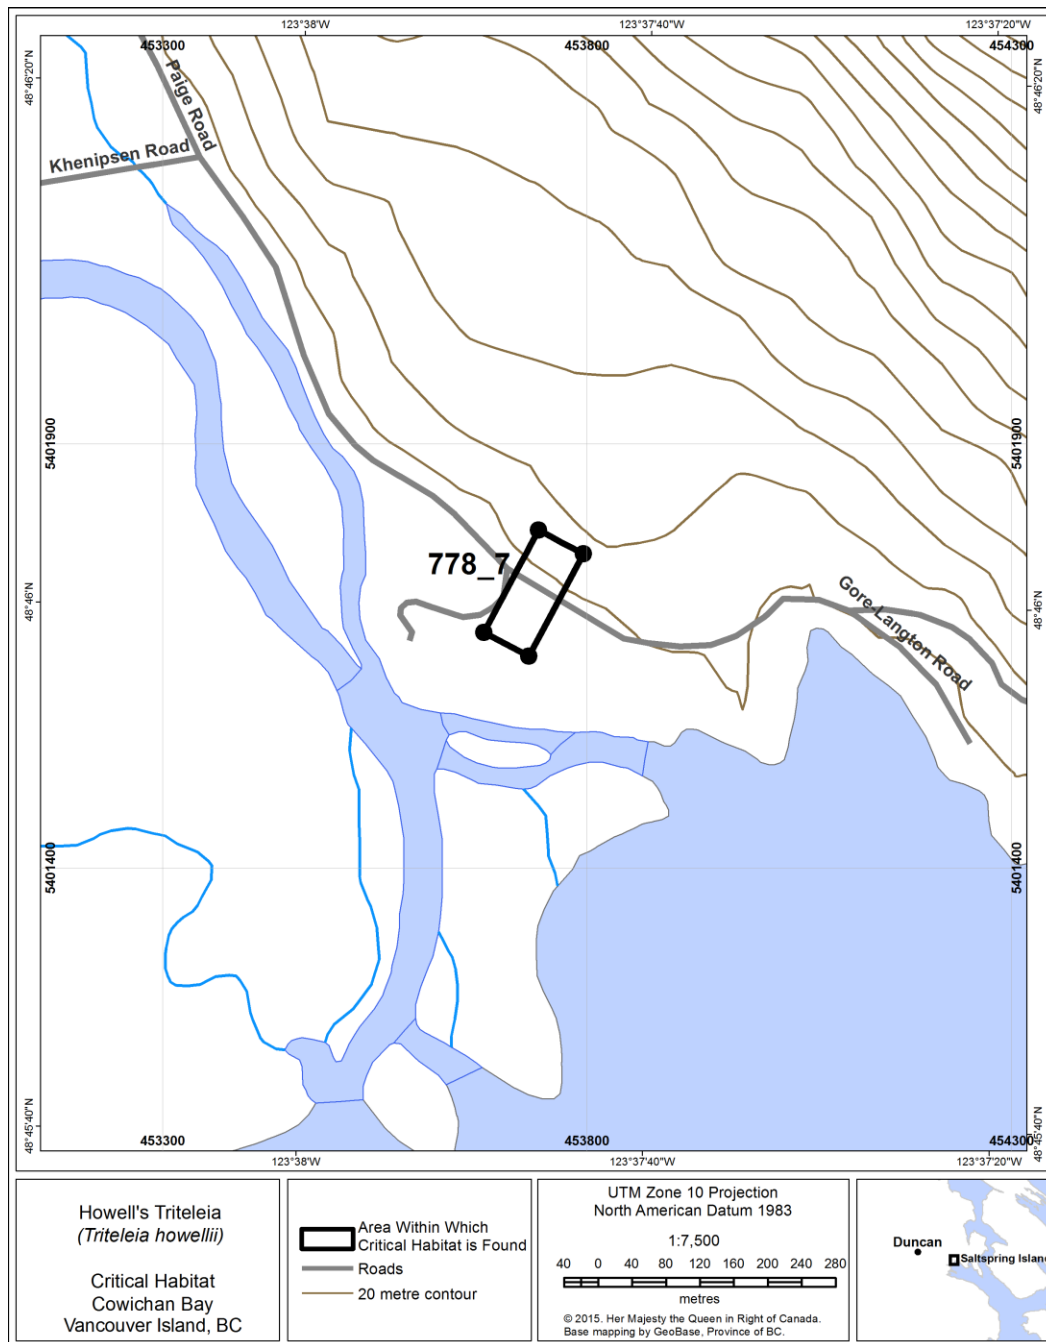 123°38'W 123°37'40"W 123°37'20"W
453300 453800 454300
48°46'20"N 48°46'20"N
Paige Road
Khenipsen Road
5401900 5401900
778_7
48°46'N 48°46'N
Gore-Langton Road
5401400 5401400
48°45'40"N 48°45'40"N
453300 453800 454300
123°38'W 123°37'40"W 123°37'20"W
Howell's Triteleia
(Triteleia howellii)
Critical Habitat
Cowichan Bay
Vancouver Island, BC
Area Within Which
Critical Habitat is Found
Roads
20 metre contour
UTM Zone 10 Projection
North American Datum 1983
1:7,500
40 0 40 80 120 160 200 240 280
metres
© 2015. Her Majesty the Queen in Right of Canada.
Base mapping by GeoBase, Province of BC.
Duncan
Saltspring Island